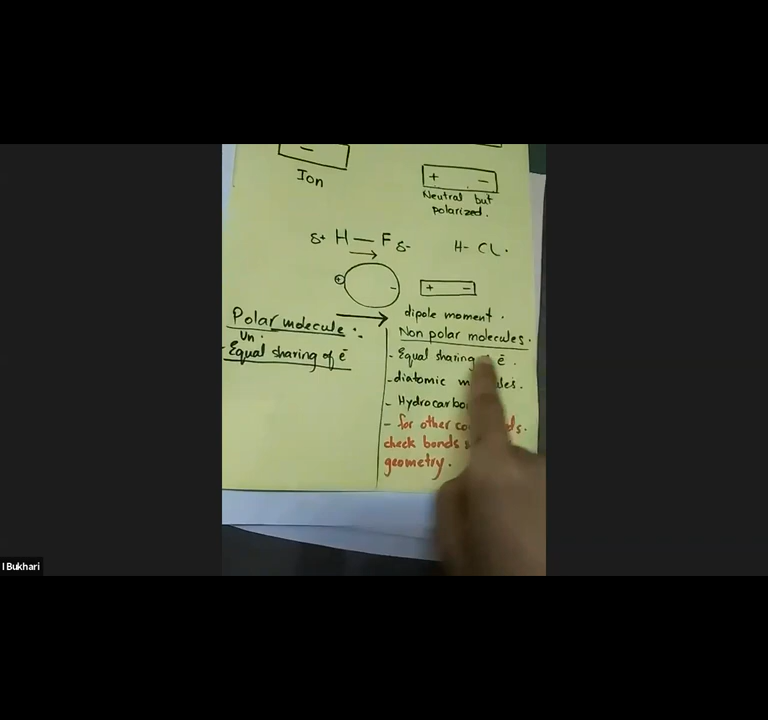 −
Ion
+ −
Neutral but
polarized.
δ+ H — F δ-
H- CL.
+ −
+ −
dipole moment.
Polar molecule :-
Un
- Equal sharing of ē
Non polar molecules.
- Equal sharing ē.
- diatomic
- Hydrocarbo
- for other
check bonds
geometry.
I Bukhari